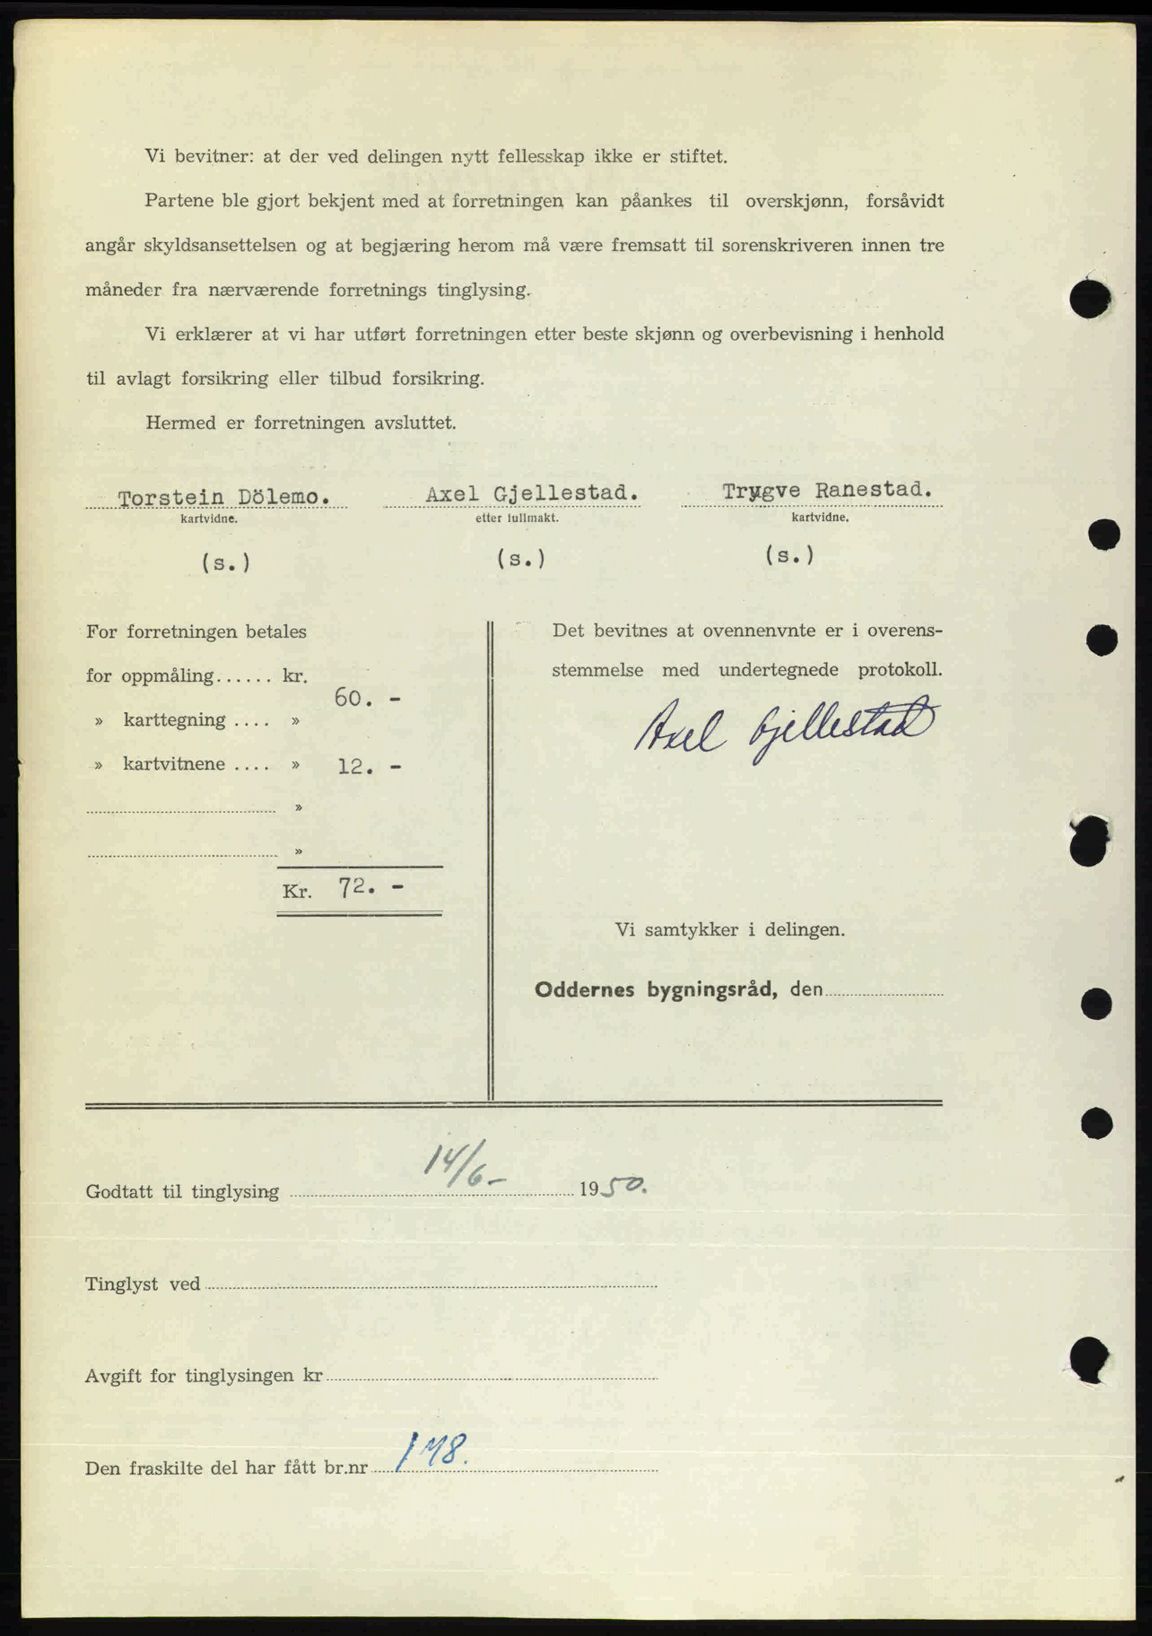 Vi bevitner: at der ved delingen nytt fellesskap ikke er stiftet.
Partene ble gjort bekjent med at forretningen kan påankes til overskjønn, forsåvidt
angår skyldsansettelsen og at begjæring herom må være fremsatt til sorenskriveren innen tre
måneder fra nærværende forretnings tinglysing.
Vi erklærer at vi har utført forretningen etter beste skjønn og overbevisning i henhold
til avlagt forsikring eller tilbud forsikring.
Hermed er forretningen avsluttet.
Torstein Dölemo. Axel Gjellestad. Trygve Ranestad.
kartvidne. etter fullmakt. kartvidne.
(s.) (s.) (s.)
For forretningen betales
for oppmåling...... kr.
60. -
» karttegning .... »
» kartvitnene .... » 12. -
»
»
Kr. 72. -
Det bevitnes at ovennenvnte er i overens-
stemmelse med undertegnede protokoll.
Axel Gjellestad
Vi samtykker i delingen.
Oddernes bygningsråd, den
Godtatt til tinglysing 14/6- 1950.
Tinglyst ved
Avgift for tinglysingen kr
Den fraskilte del har fått br.nr 178.